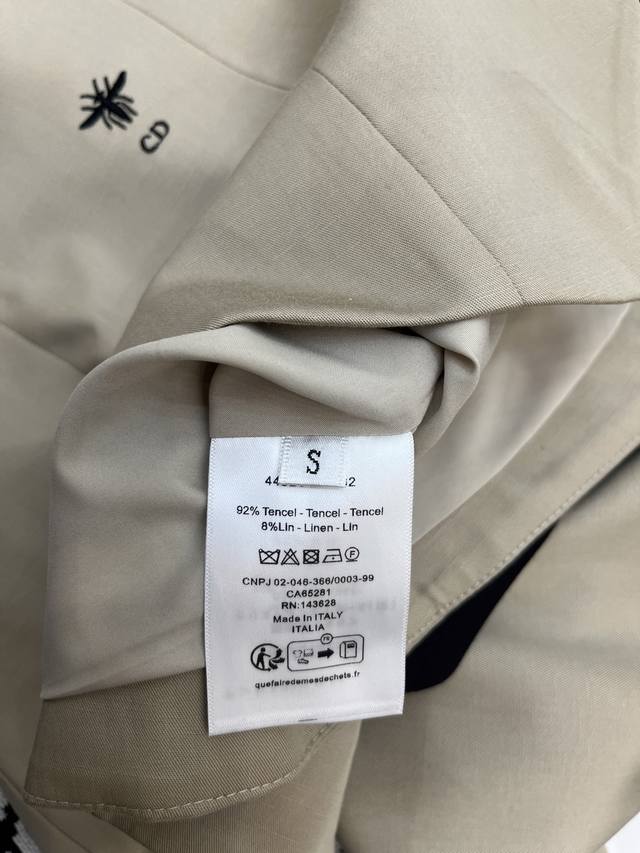 CD
S
92% Tencel - Tencel - Tencel
8%Lin - Linen - Lin
CNPJ 02-046-366/0003-99
CA65281
RN:143628
Made In ITALY
ITALIA
FR
quefairedemesdechets.fr